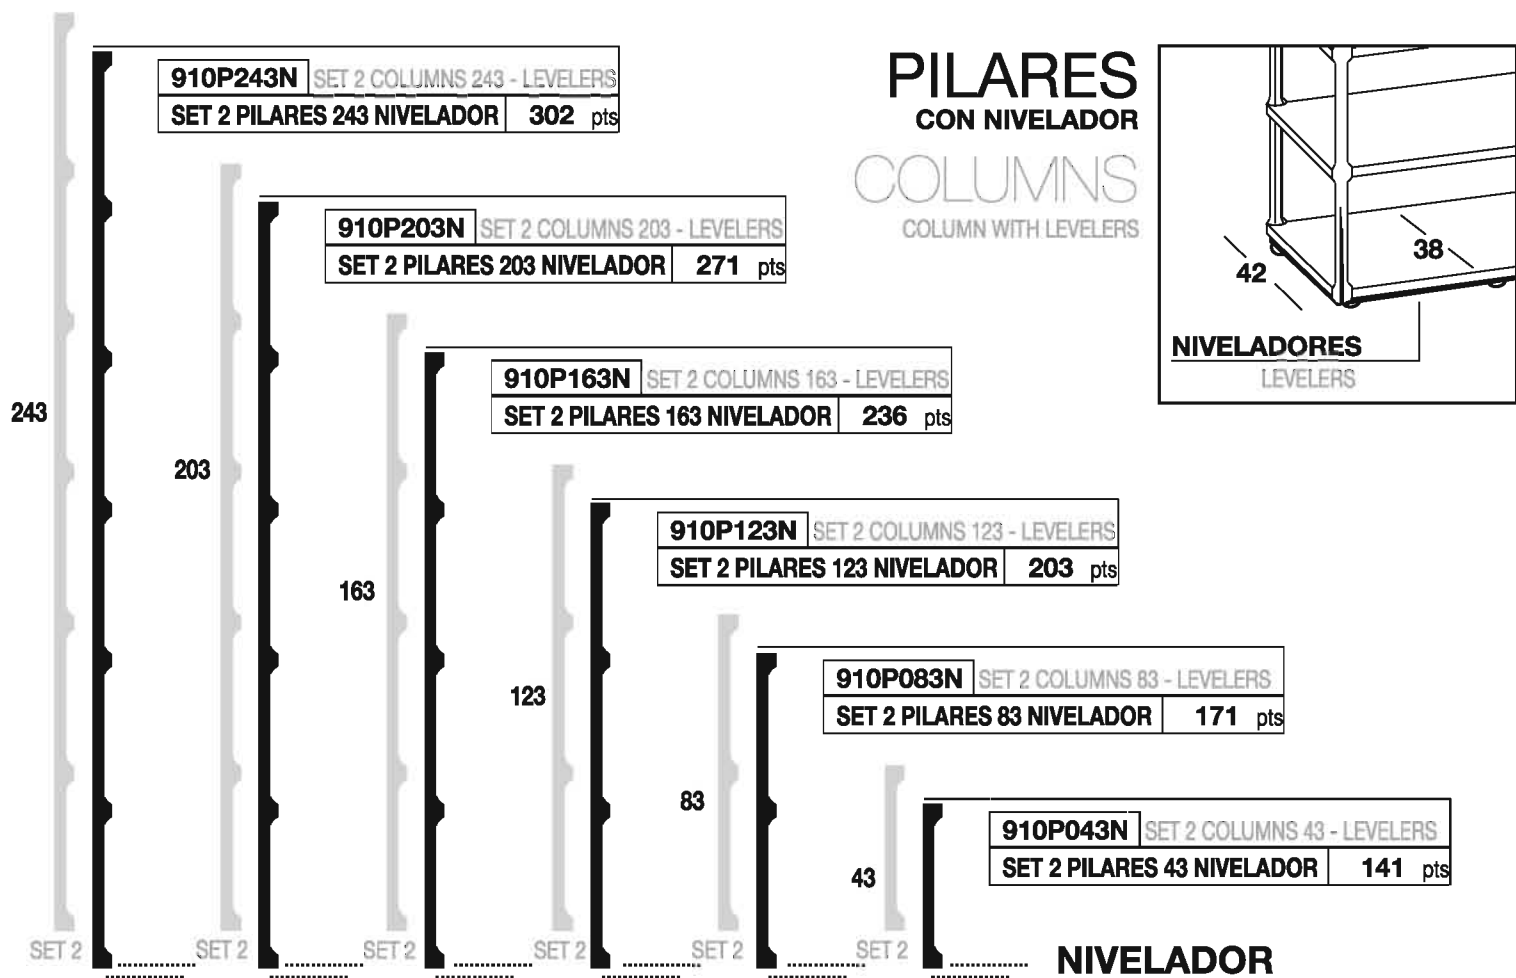 910P243N SET 2 COLUMNS 243 - LEVELERS
SET 2 PILARES 243 NIVELADOR 302 pts
PILARES
CON NIVELADOR
COLUMNS
COLUMN WITH LEVELERS
38
42
NIVELADORES
LEVELERS
910P203N SET 2 COLUMNS 203 - LEVELERS
SET 2 PILARES 203 NIVELADOR 271 pts
910P163N SET 2 COLUMNS 163 - LEVELERS
SET 2 PILARES 163 NIVELADOR 236 pts
243
203
910P123N SET 2 COLUMNS 123 - LEVELERS
SET 2 PILARES 123 NIVELADOR 203 pts
163
910P083N SET 2 COLUMNS 83 - LEVELERS
SET 2 PILARES 83 NIVELADOR 171 pts
123
83
910P043N SET 2 COLUMNS 43 - LEVELERS
SET 2 PILARES 43 NIVELADOR 141 pts
43
SET 2 SET 2 SET 2 SET 2 SET 2 SET 2
NIVELADOR